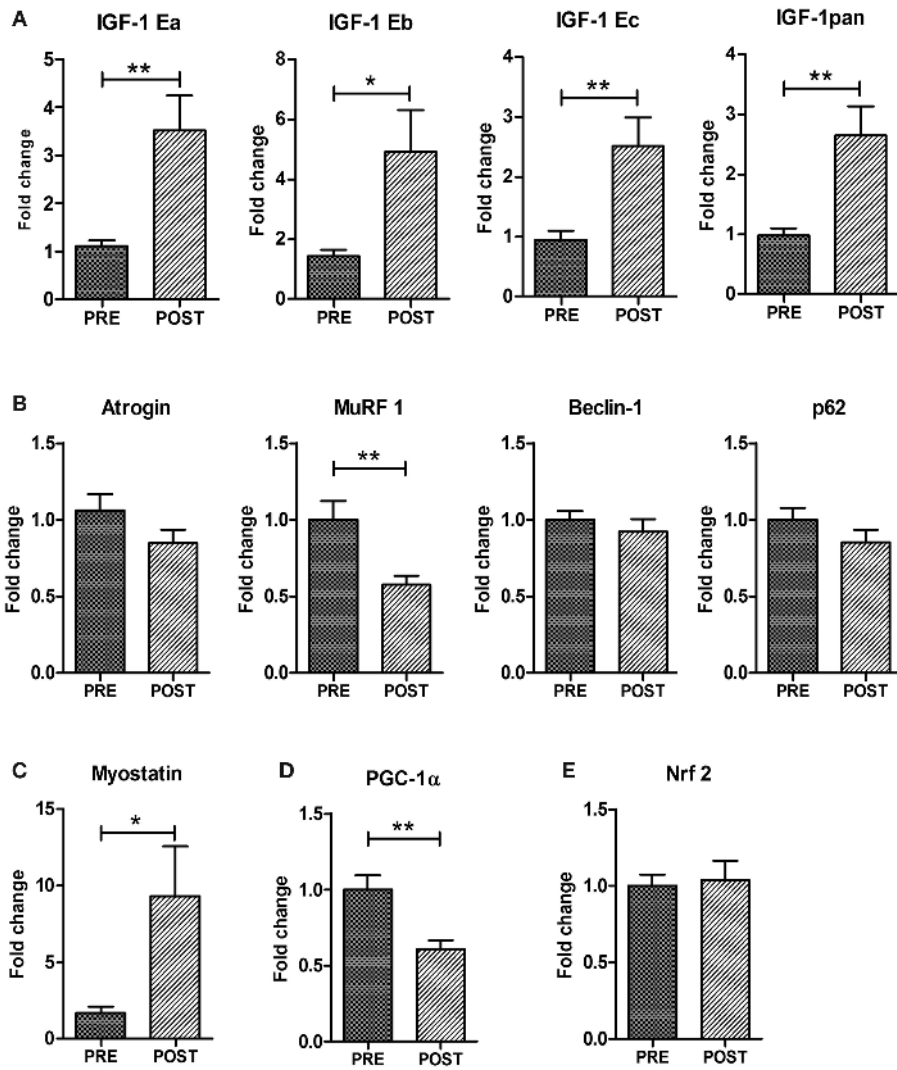 A
IGF-1 Ea
IGF-1 Eb
IGF-1 Ec
IGF-1pan
Fold change
5
4
3
2
1
0
**
PRE POST
Fold change
8
6
4
2
0
*
PRE POST
Fold change
4
3
2
1
0
**
PRE POST
Fold change
4
3
2
1
0
**
PRE POST
B
Atrogin
MuRF 1
Beclin-1
p62
Fold change
1.5
1.0
0.5
0.0
PRE POST
Fold change
1.5
1.0
0.5
0.0
**
PRE POST
Fold change
1.5
1.0
0.5
0.0
PRE POST
Fold change
1.5
1.0
0.5
0.0
PRE POST
C
Myostatin
Fold change
15
10
5
0
*
PRE POST
D
PGC-1α
Fold change
1.5
1.0
0.5
0.0
**
PRE POST
E
Nrf 2
Fold change
1.5
1.0
0.5
0.0
PRE POST